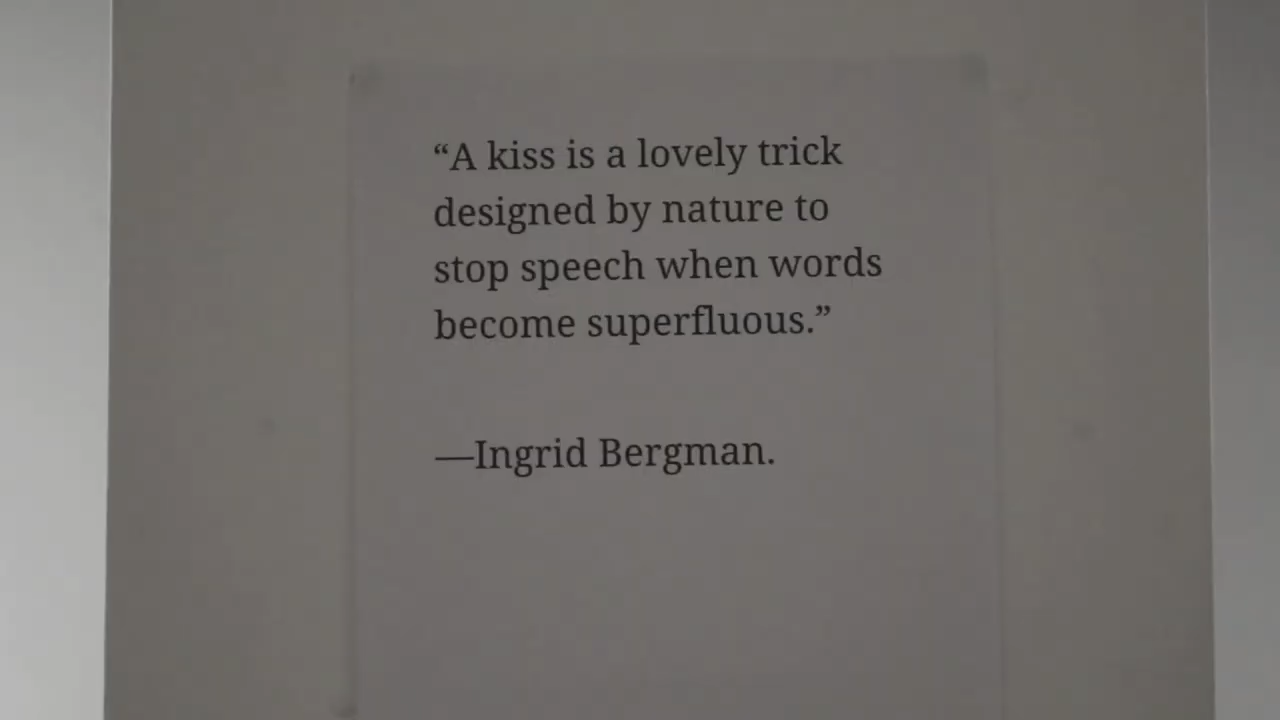 “A kiss is a lovely trick
designed by nature to
stop speech when words
become superfluous.”
—Ingrid Bergman.